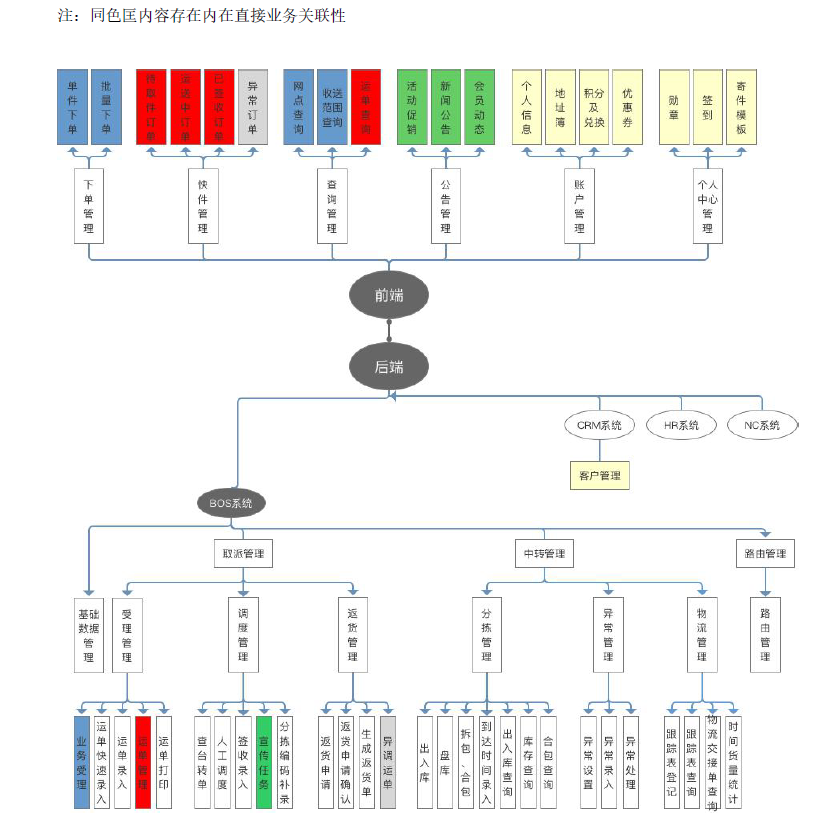 注：同色匡内容存在内在直接业务关联性
单件下单
批量下单
待取件订单
运送中订单
已签收订单
异常订单
网点查询
收送范围查询
运单查询
活动促销
新闻公告
会员动态
个人信息
地址簿
积分及兑换
优惠券
勋章
签到
寄件模板
下单管理
快件管理
查询管理
公告管理
账户管理
个人中心管理
前端
后端
CRM系统
HR系统
NC系统
客户管理
BOS系统
取派管理
中转管理
路由管理
基础数据管理
受理管理
调度管理
返货管理
分拣管理
异常管理
物流管理
路由管理
业务受理
运单快速录入
运单录入
运单管理
运单打印
查台转单
人工调度
签收录入
宣传任务
分拣编码补录
返货申请
返货申请确认
生成返货单
异调运单
出入库
盘库
拆包、合包
到达时间录入
出入库查询
库存查询
合包查询
异常设置
异常录入
异常处理
跟踪表登记
跟踪表查询
物流交接单查询
时间货量统计